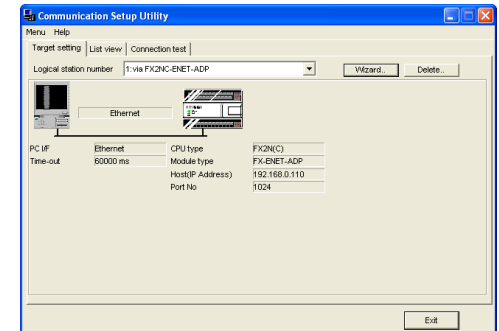 Communication Setup Utility
Menu Help
Target setting List view Connection test
Logical station number 1:via FX2NC-ENET-ADP Wizard.. Delete..
Ethernet
PC I/F Ethernet CPU type FX2N(C)
Time-out 60000 ms Module type FX-ENET-ADP
Host(IP Address) 192.168.0.110
Port No 1024
Exit